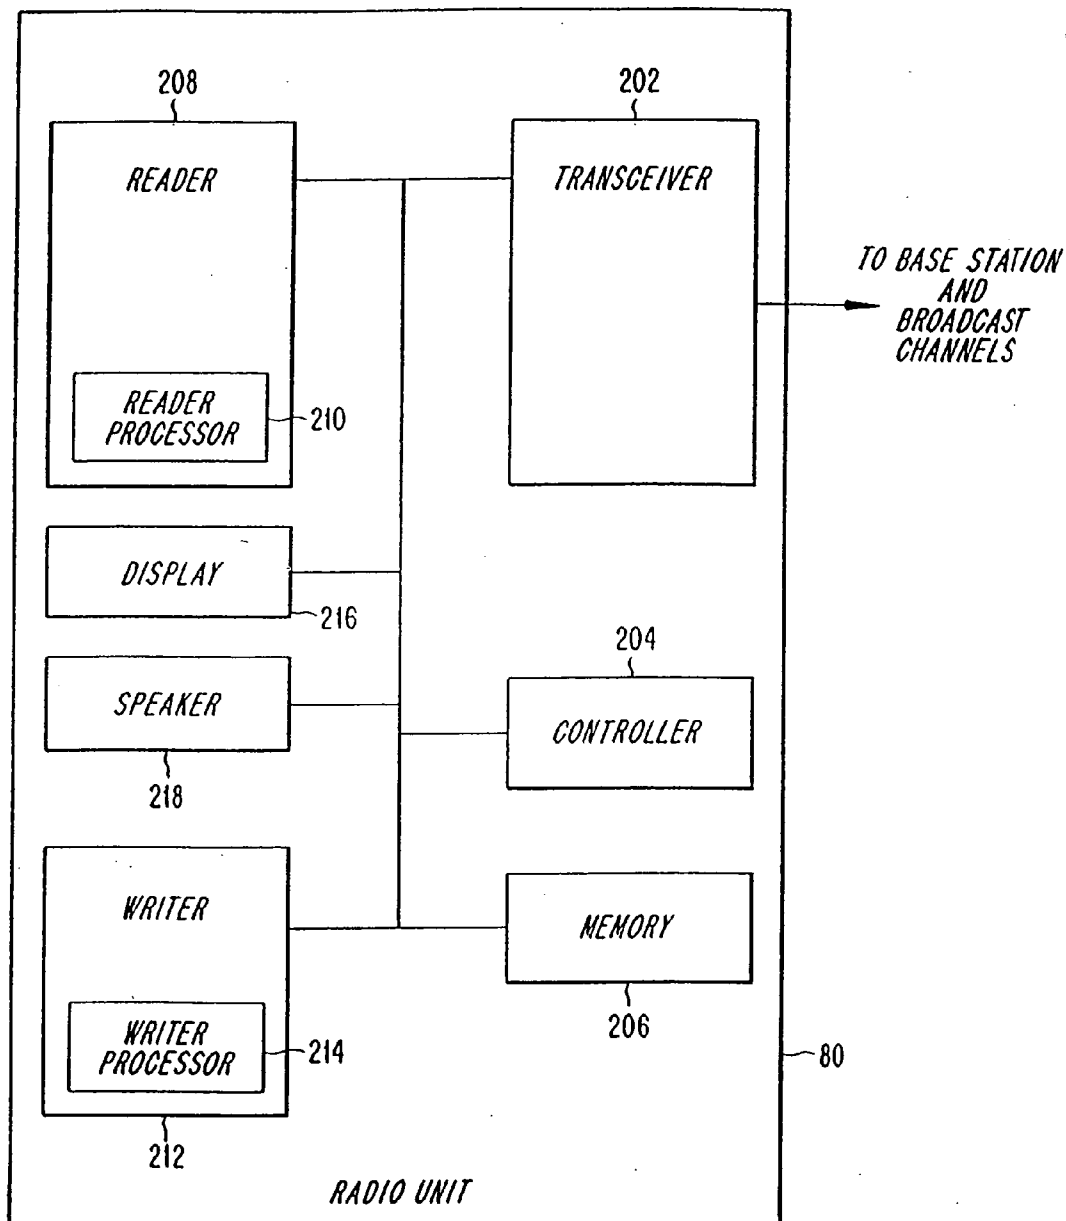 208
202
READER
TRANSCEIVER
TO BASE STATION
AND
BROADCAST
CHANNELS
READER
PROCESSOR
210
DISPLAY
216
204
SPEAKER
CONTROLLER
218
WRITER
MEMORY
206
WRITER
PROCESSOR
214
80
212
RADIO UNIT